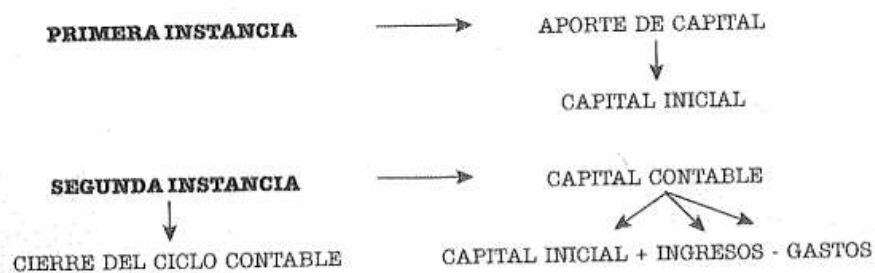 PRIMERA INSTANCIA
APORTE DE CAPITAL
CAPITAL INICIAL
SEGUNDA INSTANCIA
CAPITAL CONTABLE
CIERRE DEL CICLO CONTABLE
CAPITAL INICIAL + INGRESOS - GASTOS